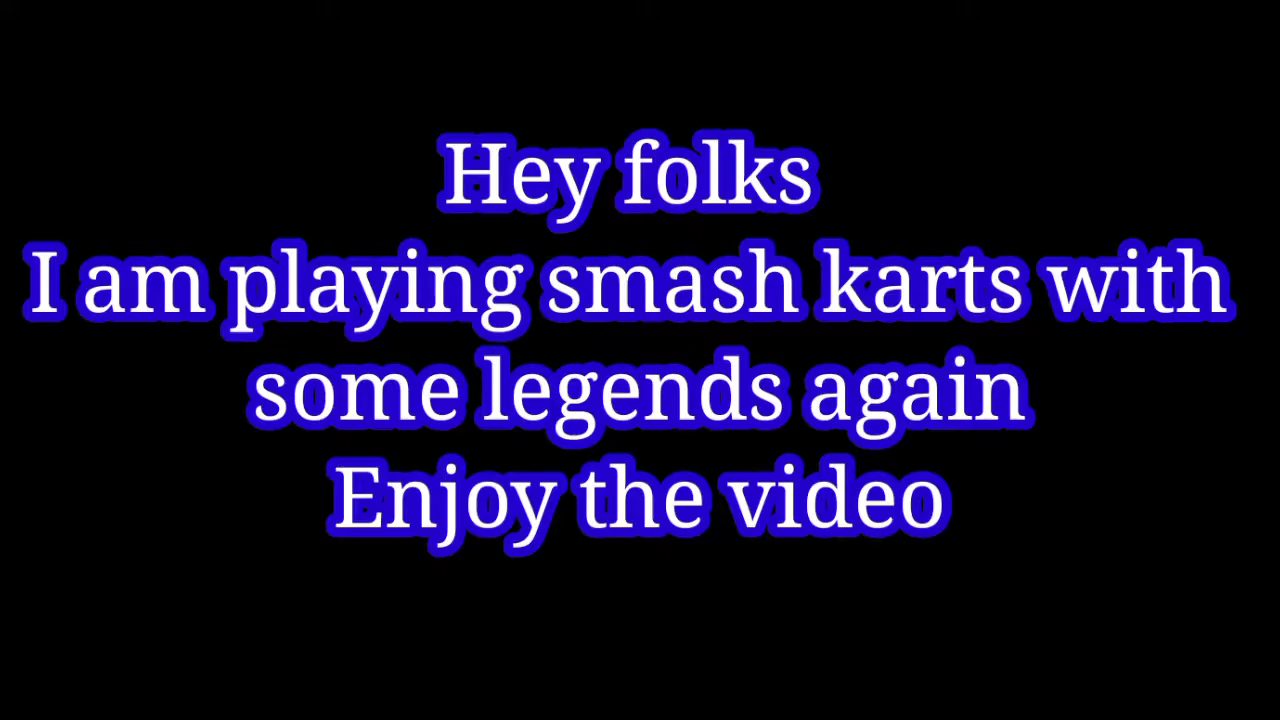 Hey folks
I am playing smash karts with
some legends again
Enjoy the video